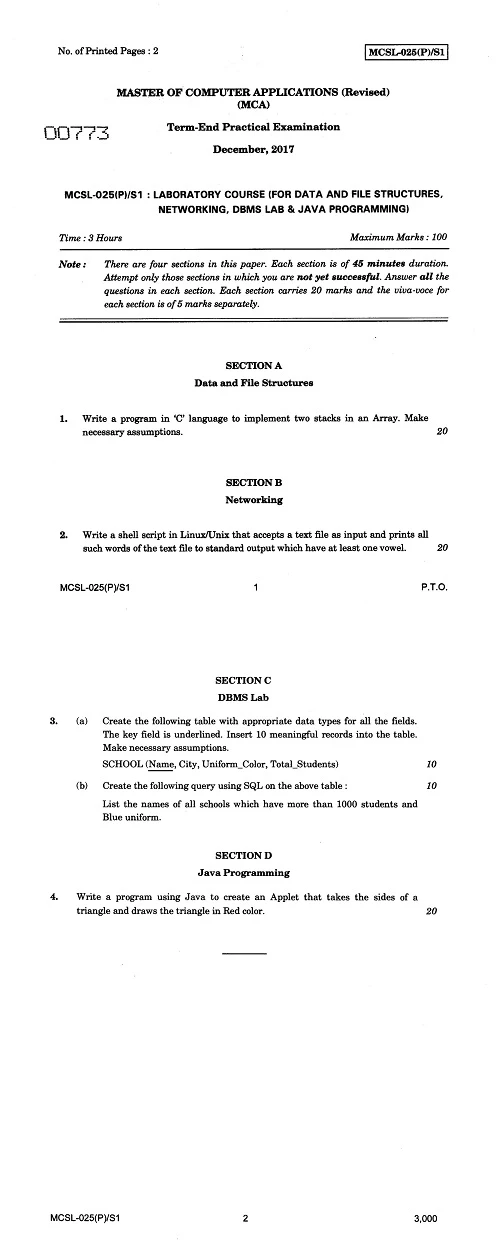 No. of Printed Pages : 2
MCSL-025(P)/S1
MASTER OF COMPUTER APPLICATIONS (Revised)
(MCA)
00773
Term-End Practical Examination
December, 2017
MCSL-025(P)/S1 : LABORATORY COURSE (FOR DATA AND FILE STRUCTURES,
NETWORKING, DBMS LAB & JAVA PROGRAMMING)
Time : 3 Hours
Maximum Marks : 100
Note : There are four sections in this paper. Each section is of 45 minutes duration.
Attempt only those sections in which you are not yet successful. Answer all the
questions in each section. Each section carries 20 marks and the viva-voce for
each section is of 5 marks separately.
SECTION A
Data and File Structures
1. Write a program in 'C' language to implement two stacks in an Array. Make
necessary assumptions. 20
SECTION B
Networking
2. Write a shell script in Linux/Unix that accepts a text file as input and prints all
such words of the text file to standard output which have at least one vowel. 20
MCSL-025(P)/S1 1 P.T.O.
SECTION C
DBMS Lab
3. (a) Create the following table with appropriate data types for all the fields.
The key field is underlined. Insert 10 meaningful records into the table.
Make necessary assumptions.
SCHOOL (Name, City, Uniform_Color, Total_Students) 10
(b) Create the following query using SQL on the above table : 10
List the names of all schools which have more than 1000 students and
Blue uniform.
SECTION D
Java Programming
4. Write a program using Java to create an Applet that takes the sides of a
triangle and draws the triangle in Red color. 20
MCSL-025(P)/S1 2 3,000